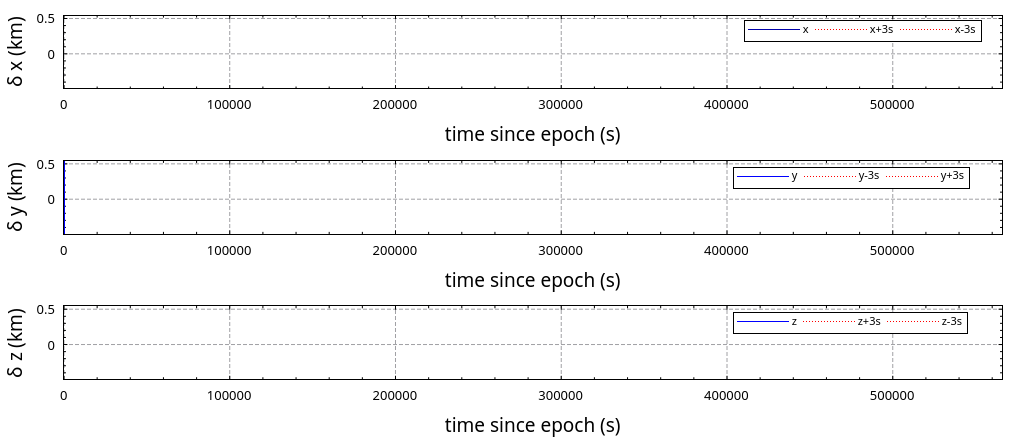 δ x (km)
0.5
0
x x+3s x-3s
0 100000 200000 300000 400000 500000
time since epoch (s)
δ y (km)
0.5
0
y y-3s y+3s
0 100000 200000 300000 400000 500000
time since epoch (s)
δ z (km)
0.5
0
z z+3s z-3s
0 100000 200000 300000 400000 500000
time since epoch (s)